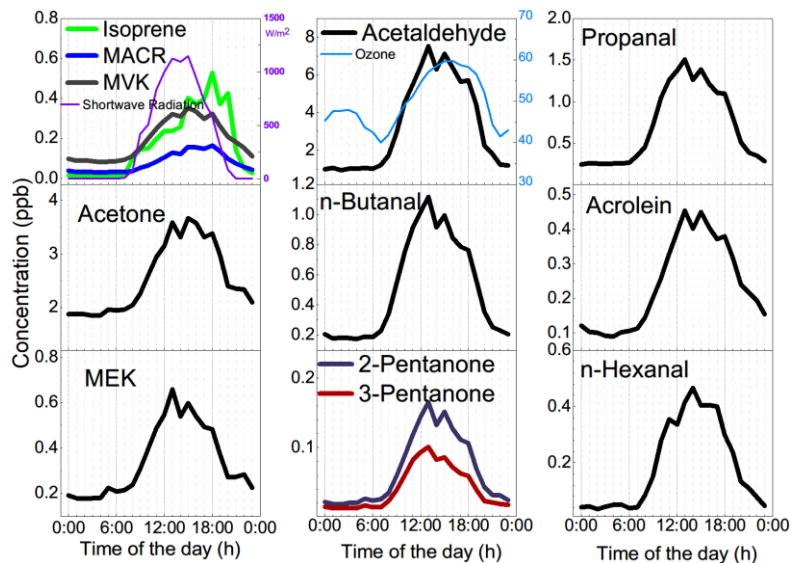 Concentration (ppb)
0.8
0.6
0.4
0.2
0.0
Isoprene
MACR
MVK
Shortwave Radiation
1500
W/m²
1000
500
0
8
6
4
2
Acetaldehyde
Ozone
70
60
50
40
30
2.0
1.5
1.0
0.5
Propanal
4
3
2
Acetone
1.2
1.0
0.8
0.6
0.4
0.2
n-Butanal
0.5
0.4
0.3
0.2
0.1
Acrolein
0.8
0.6
0.4
0.2
MEK
0.2
0.1
2-Pentanone
3-Pentanone
0.6
0.4
0.2
n-Hexanal
0:00 6:00 12:00 18:00 0:00
0:00 6:00 12:00 18:00 0:00
0:00 6:00 12:00 18:00 0:00
Time of the day (h)
Time of the day (h)
Time of the day (h)